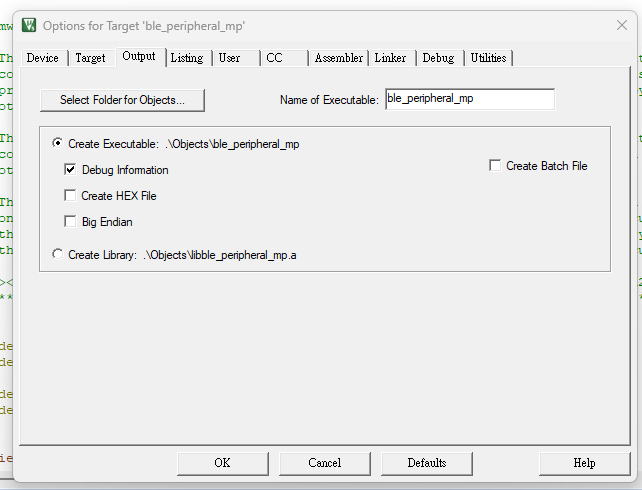 Options for Target 'ble_peripheral_mp'
Device Target Output Listing User CC Assembler Linker Debug Utilities
Select Folder for Objects... Name of Executable: ble_peripheral_mp
Create Executable: .\Objects\ble_peripheral_mp
Debug Information Create Batch File
Create HEX File
Big Endian
Create Library: .\Objects\libble_peripheral_mp.a
OK Cancel Defaults Help